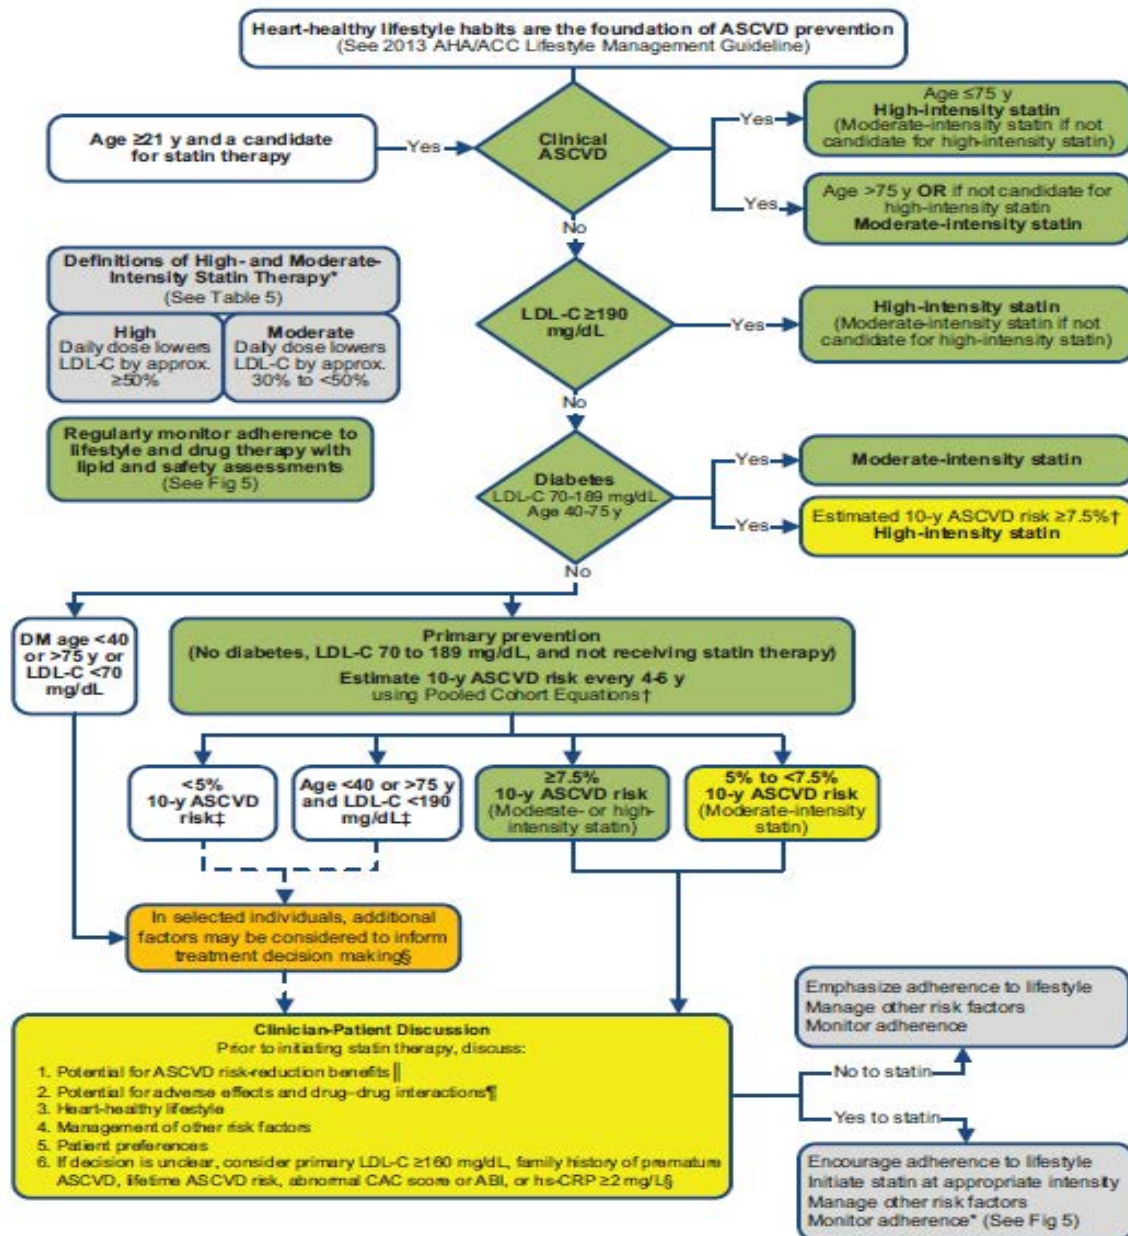 Heart-healthy lifestyle habits are the foundation of ASCVD prevention
(See 2013 AHA/ACC Lifestyle Management Guideline)
Age ≥21 y and a candidate
for statin therapy
Yes
Clinical
ASCVD
Yes
Age ≤75 y
High-intensity statin
(Moderate-intensity statin if not
candidate for high-intensity statin)
Yes
Age >75 y OR if not candidate for
high-intensity statin
Moderate-intensity statin
No
Definitions of High- and Moderate-
Intensity Statin Therapy*
(See Table 5)
High
Daily dose lowers
LDL-C by approx.
≥50%
Moderate
Daily dose lowers
LDL-C by approx.
30% to <50%
LDL-C ≥190
mg/dL
Yes
High-intensity statin
(Moderate-intensity statin if not
candidate for high-intensity statin)
No
Regularly monitor adherence to
lifestyle and drug therapy with
lipid and safety assessments
(See Fig 5)
Diabetes
LDL-C 70-189 mg/dL
Age 40-75 y
Yes
Moderate-intensity statin
Yes
Estimated 10-y ASCVD risk ≥7.5%†
High-intensity statin
No
DM age <40
or >75 y or
LDL-C <70
mg/dL
Primary prevention
(No diabetes, LDL-C 70 to 189 mg/dL, and not receiving statin therapy)
Estimate 10-y ASCVD risk every 4-6 y
using Pooled Cohort Equations†
<5%
10-y ASCVD
risk‡
Age <40 or >75 y
and LDL-C <190
mg/dL‡
≥7.5%
10-y ASCVD risk
(Moderate- or high-
intensity statin)
5% to <7.5%
10-y ASCVD risk
(Moderate-intensity
statin)
In selected individuals, additional
factors may be considered to inform
treatment decision making§
Clinician-Patient Discussion
Prior to initiating statin therapy, discuss:
1. Potential for ASCVD risk-reduction benefits‖
2. Potential for adverse effects and drug–drug interactions¶
3. Heart-healthy lifestyle
4. Management of other risk factors
5. Patient preferences
6. If decision is unclear, consider primary LDL-C ≥160 mg/dL, family history of premature
ASCVD, lifetime ASCVD risk, abnormal CAC score or ABI, or hs-CRP ≥2 mg/L§
No to statin
Emphasize adherence to lifestyle
Manage other risk factors
Monitor adherence
Yes to statin
Encourage adherence to lifestyle
Initiate statin at appropriate intensity
Manage other risk factors
Monitor adherence* (See Fig 5)